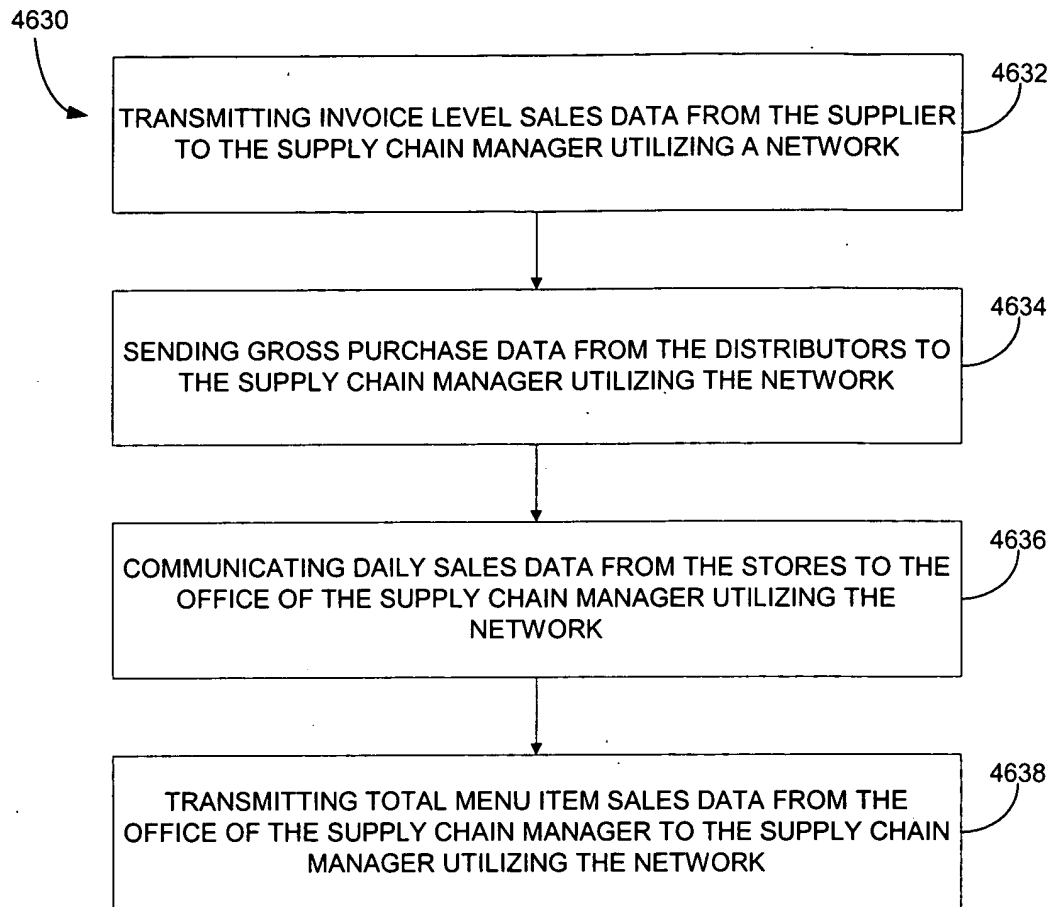 4630
4632
TRANSMITTING INVOICE LEVEL SALES DATA FROM THE SUPPLIER
TO THE SUPPLY CHAIN MANAGER UTILIZING A NETWORK
4634
SENDING GROSS PURCHASE DATA FROM THE DISTRIBUTORS TO
THE SUPPLY CHAIN MANAGER UTILIZING THE NETWORK
4636
COMMUNICATING DAILY SALES DATA FROM THE STORES TO THE
OFFICE OF THE SUPPLY CHAIN MANAGER UTILIZING THE
NETWORK
4638
TRANSMITTING TOTAL MENU ITEM SALES DATA FROM THE
OFFICE OF THE SUPPLY CHAIN MANAGER TO THE SUPPLY CHAIN
MANAGER UTILIZING THE NETWORK